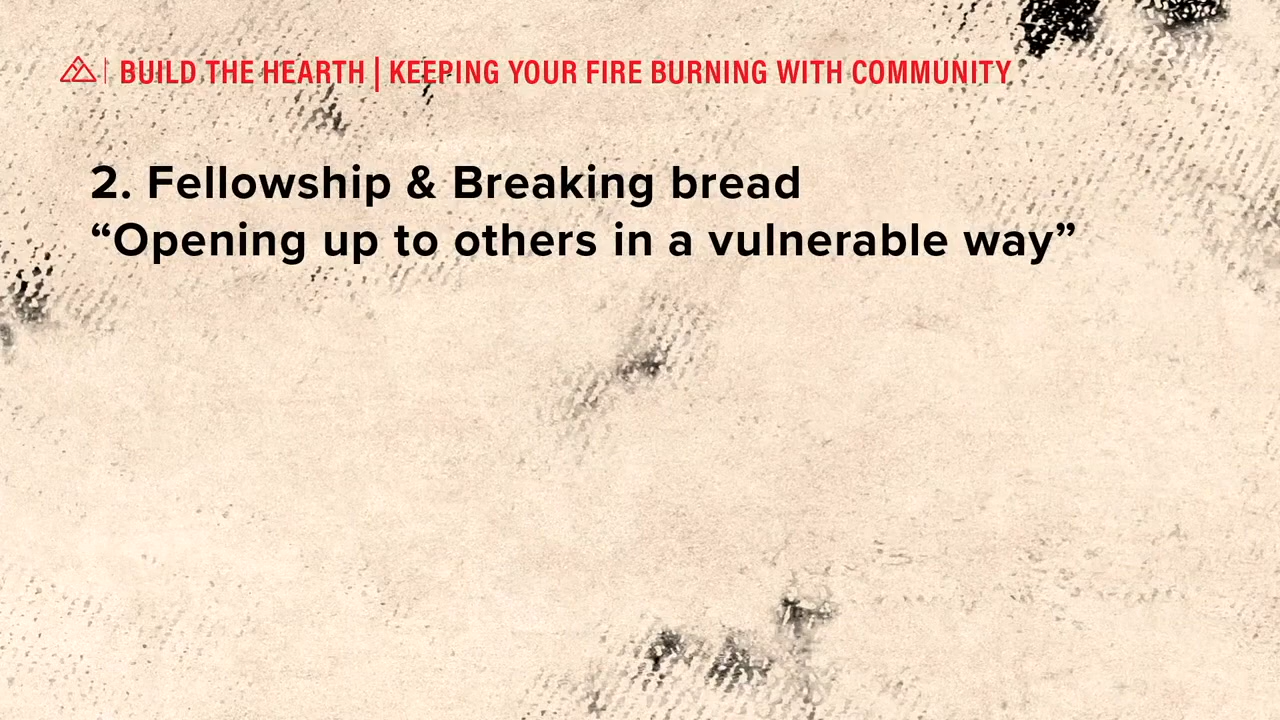 BUILD THE HEARTH | KEEPING YOUR FIRE BURNING WITH COMMUNITY
2. Fellowship & Breaking bread
“Opening up to others in a vulnerable way”